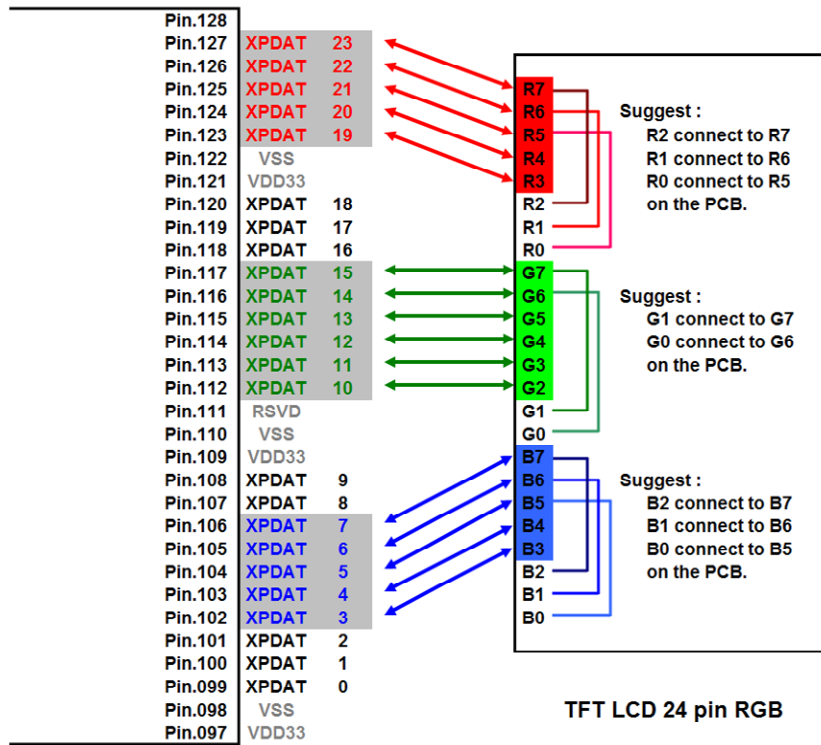 Pin.128
Pin.127 XPDAT 23
Pin.126 XPDAT 22
Pin.125 XPDAT 21
Pin.124 XPDAT 20
Pin.123 XPDAT 19
Pin.122 VSS
Pin.121 VDD33
Pin.120 XPDAT 18
Pin.119 XPDAT 17
Pin.118 XPDAT 16
Pin.117 XPDAT 15
Pin.116 XPDAT 14
Pin.115 XPDAT 13
Pin.114 XPDAT 12
Pin.113 XPDAT 11
Pin.112 XPDAT 10
Pin.111 RSVD
Pin.110 VSS
Pin.109 VDD33
Pin.108 XPDAT 9
Pin.107 XPDAT 8
Pin.106 XPDAT 7
Pin.105 XPDAT 6
Pin.104 XPDAT 5
Pin.103 XPDAT 4
Pin.102 XPDAT 3
Pin.101 XPDAT 2
Pin.100 XPDAT 1
Pin.099 XPDAT 0
Pin.098 VSS
Pin.097 VDD33
R7
R6
R5
R4
R3
R2
R1
R0
G7
G6
G5
G4
G3
G2
G1
G0
B7
B6
B5
B4
B3
B2
B1
B0
Suggest :
R2 connect to R7
R1 connect to R6
R0 connect to R5
on the PCB.
Suggest :
G1 connect to G7
G0 connect to G6
on the PCB.
Suggest :
B2 connect to B7
B1 connect to B6
B0 connect to B5
on the PCB.
TFT LCD 24 pin RGB